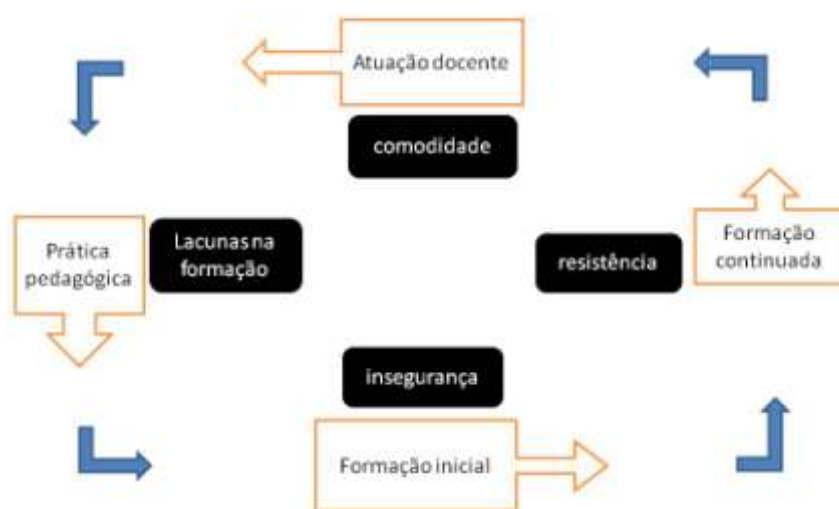 Atuação docente
comodidade
Prática
pedagógica
Lacunas na
formação
resistência
Formação
continuada
insegurança
Formação inicial